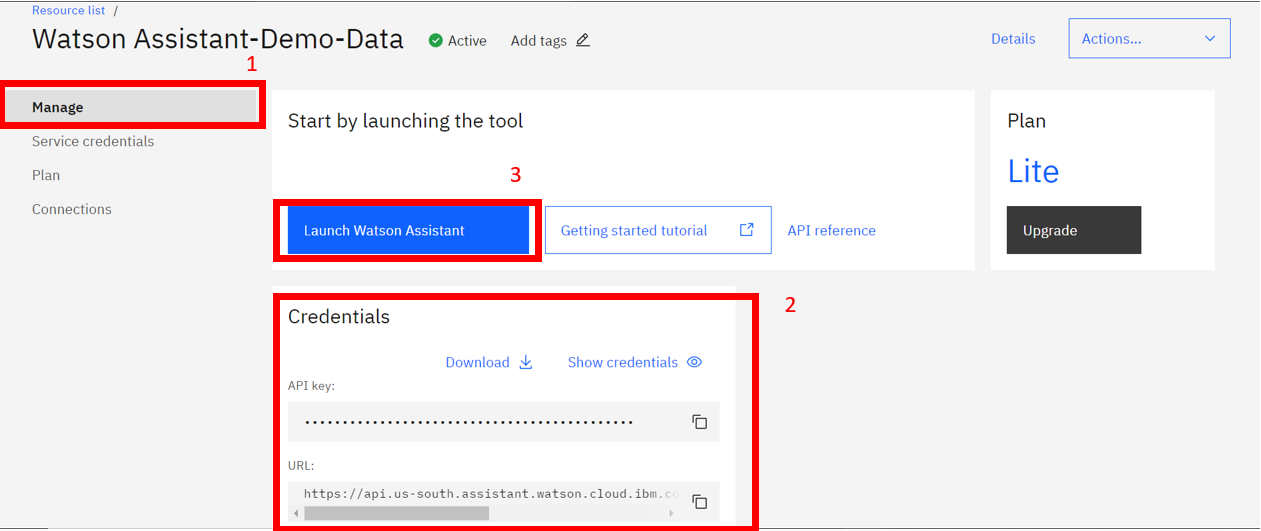 Resource list /
Watson Assistant-Demo-Data
Active
Add tags
Details
Actions...
1
Manage
Service credentials
Plan
Connections
Start by launching the tool
3
Launch Watson Assistant
Getting started tutorial
API reference
Plan
Lite
Upgrade
2
Credentials
Download
Show credentials
API key:
••••••••••••••••••••••••••••••••••••••••••••
URL:
https://api.us-south.assistant.watson.cloud.ibm.co